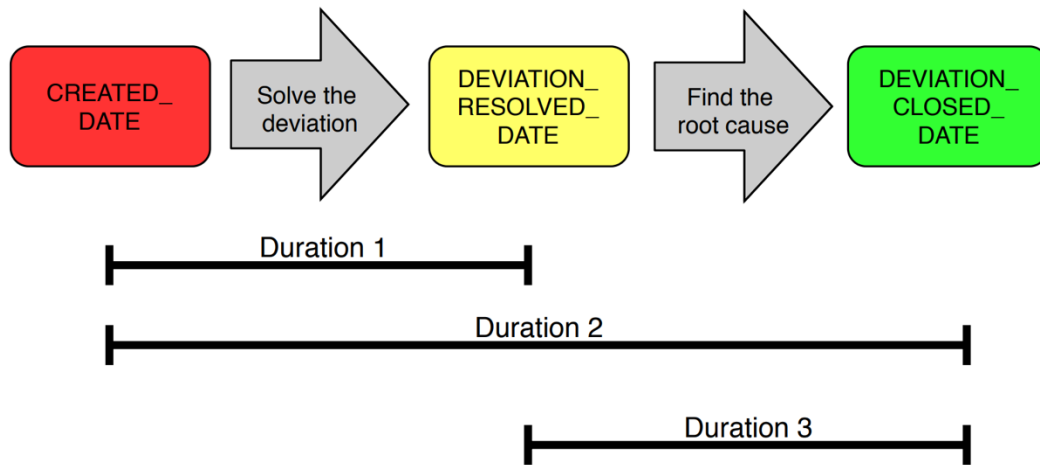 CREATED_
DATE
Solve the
deviation
DEVIATION_
RESOLVED_
DATE
Find the
root cause
DEVIATION_
CLOSED_
DATE
Duration 1
Duration 2
Duration 3